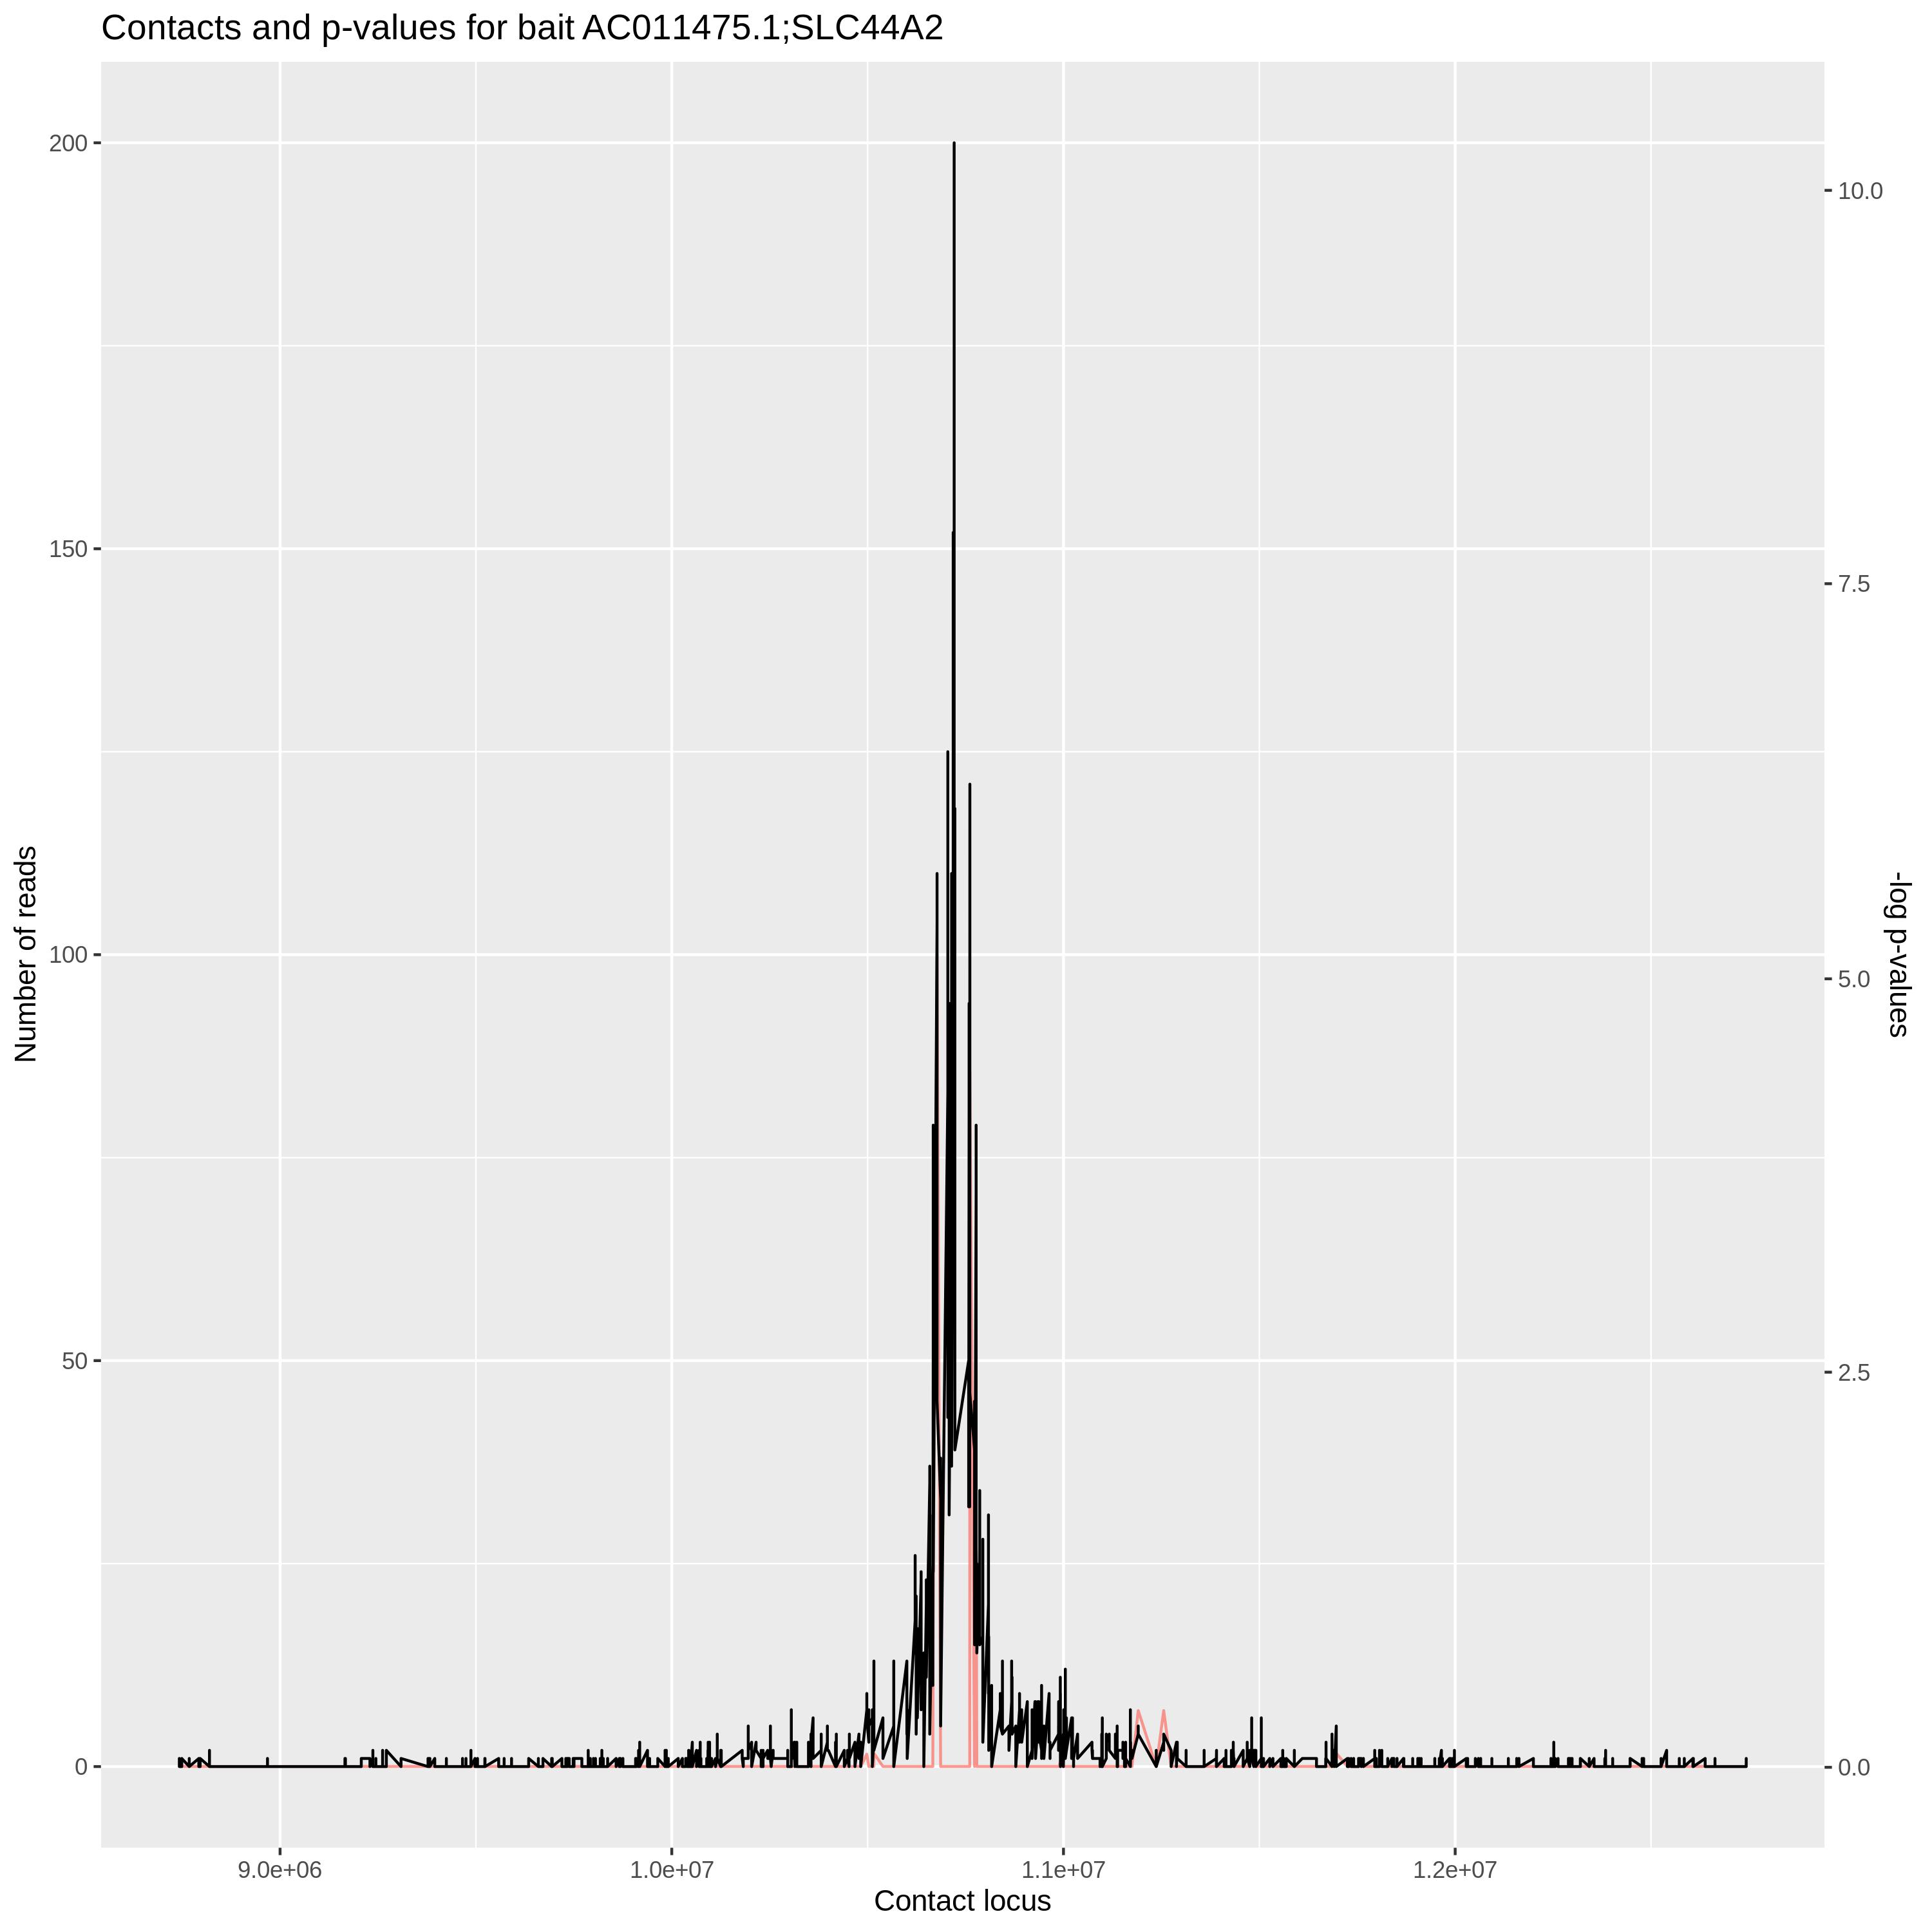 Contacts and p-values for bait AC011475.1;SLC44A2
200
150
100
50
0
Number of reads
10.0
7.5
5.0
2.5
0.0
-log p-values
9.0e+06 1.0e+07 1.1e+07 1.2e+07
Contact locus